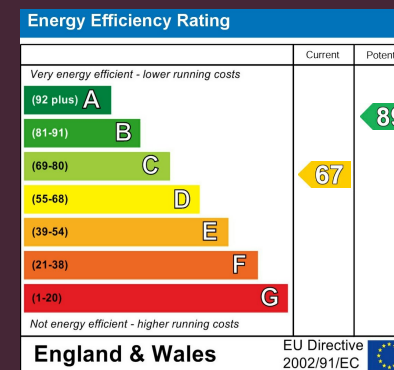 Energy Efficiency Rating
Current
Very energy efficient - lower running costs
(92 plus) A
(81-91) B
(69-80) C
67
(55-68) D
(39-54) E
(21-38) F
(1-20) G
Not energy efficient - higher running costs
England & Wales
EU Directive
2002/91/EC